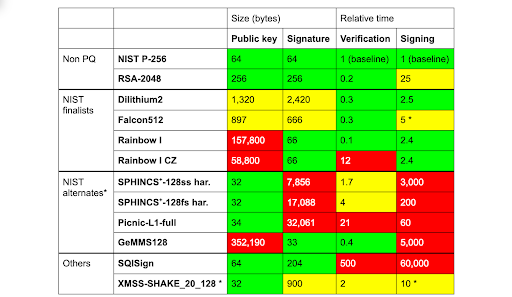 Size (bytes) Relative time
Public key Signature Verification Signing
Non PQ NIST P-256 64 64 1 (baseline) 1 (baseline)
RSA-2048 256 256 0.2 25
NIST finalists Dilithium2 1,320 2,420 0.3 2.5
Falcon512 897 666 0.3 5 *
Rainbow I 157,800 66 0.1 2.4
Rainbow I CZ 58,800 66 12 2.4
NIST alternates* SPHINCS+-128ss har. 32 7,856 1.7 3,000
SPHINCS+-128fs har. 32 17,088 4 200
Picnic-L1-full 34 32,061 21 60
GeMMS128 352,190 33 0.4 5,000
Others SQISign 64 204 500 60,000
XMSS-SHAKE_20_128 * 32 900 2 10 *